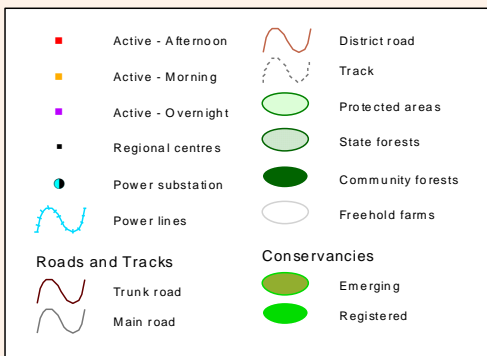 Active - Afternoon
Active - Morning
Active - Overnight
Regional centres
Power substation
Power lines
Roads and Tracks
Trunk road
Main road
District road
Track
Protected areas
State forests
Community forests
Freehold farms
Conservancies
Emerging
Registered